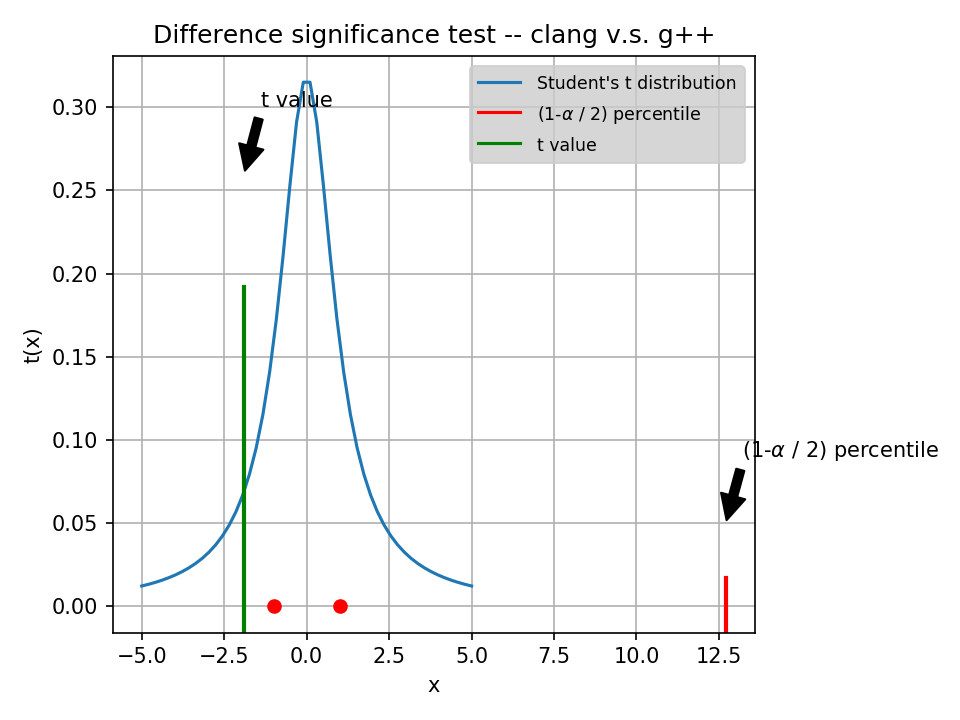 Difference significance test -- clang v.s. g++
Student's t distribution
(1-α / 2) percentile
t value
t value
(1-α / 2) percentile
t(x)
0.30
0.25
0.20
0.15
0.10
0.05
0.00
−5.0 −2.5 0.0 2.5 5.0 7.5 10.0 12.5
x